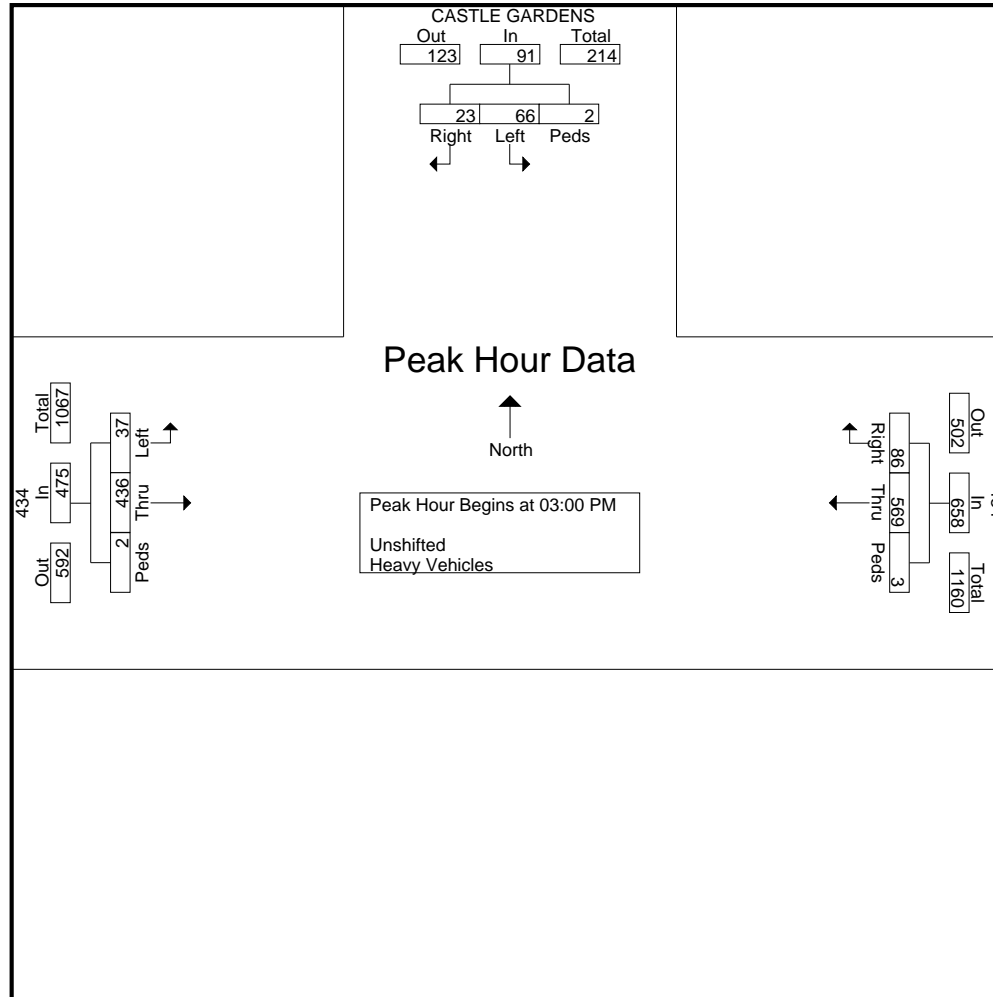 CASTLE GARDENS
Out In Total
123 91 214
23 66 2
Right Left Peds
Peak Hour Data
North
Peak Hour Begins at 03:00 PM
Unshifted
Heavy Vehicles
434
Out In Total
592 475 1067
2 436 37
Peds Thru Left
Out In Total
502 658 1160
86 569 3
Right Thru Peds